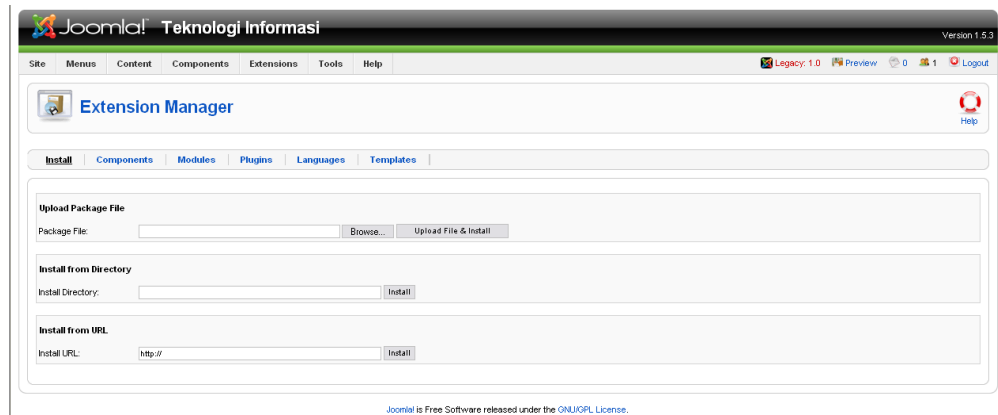 Joomla! Teknologi Informasi
Version 1.5.3
Site Menus Content Components Extensions Tools Help Legacy: 1.0 Preview 0 1 Logout
Extension Manager
Help
Install Components Modules Plugins Languages Templates
Upload Package File
Package File: Browse... Upload File & Install
Install from Directory
Install Directory: Install
Install from URL
Install URL: http:// Install
Joomla! is Free Software released under the GNU/GPL License.